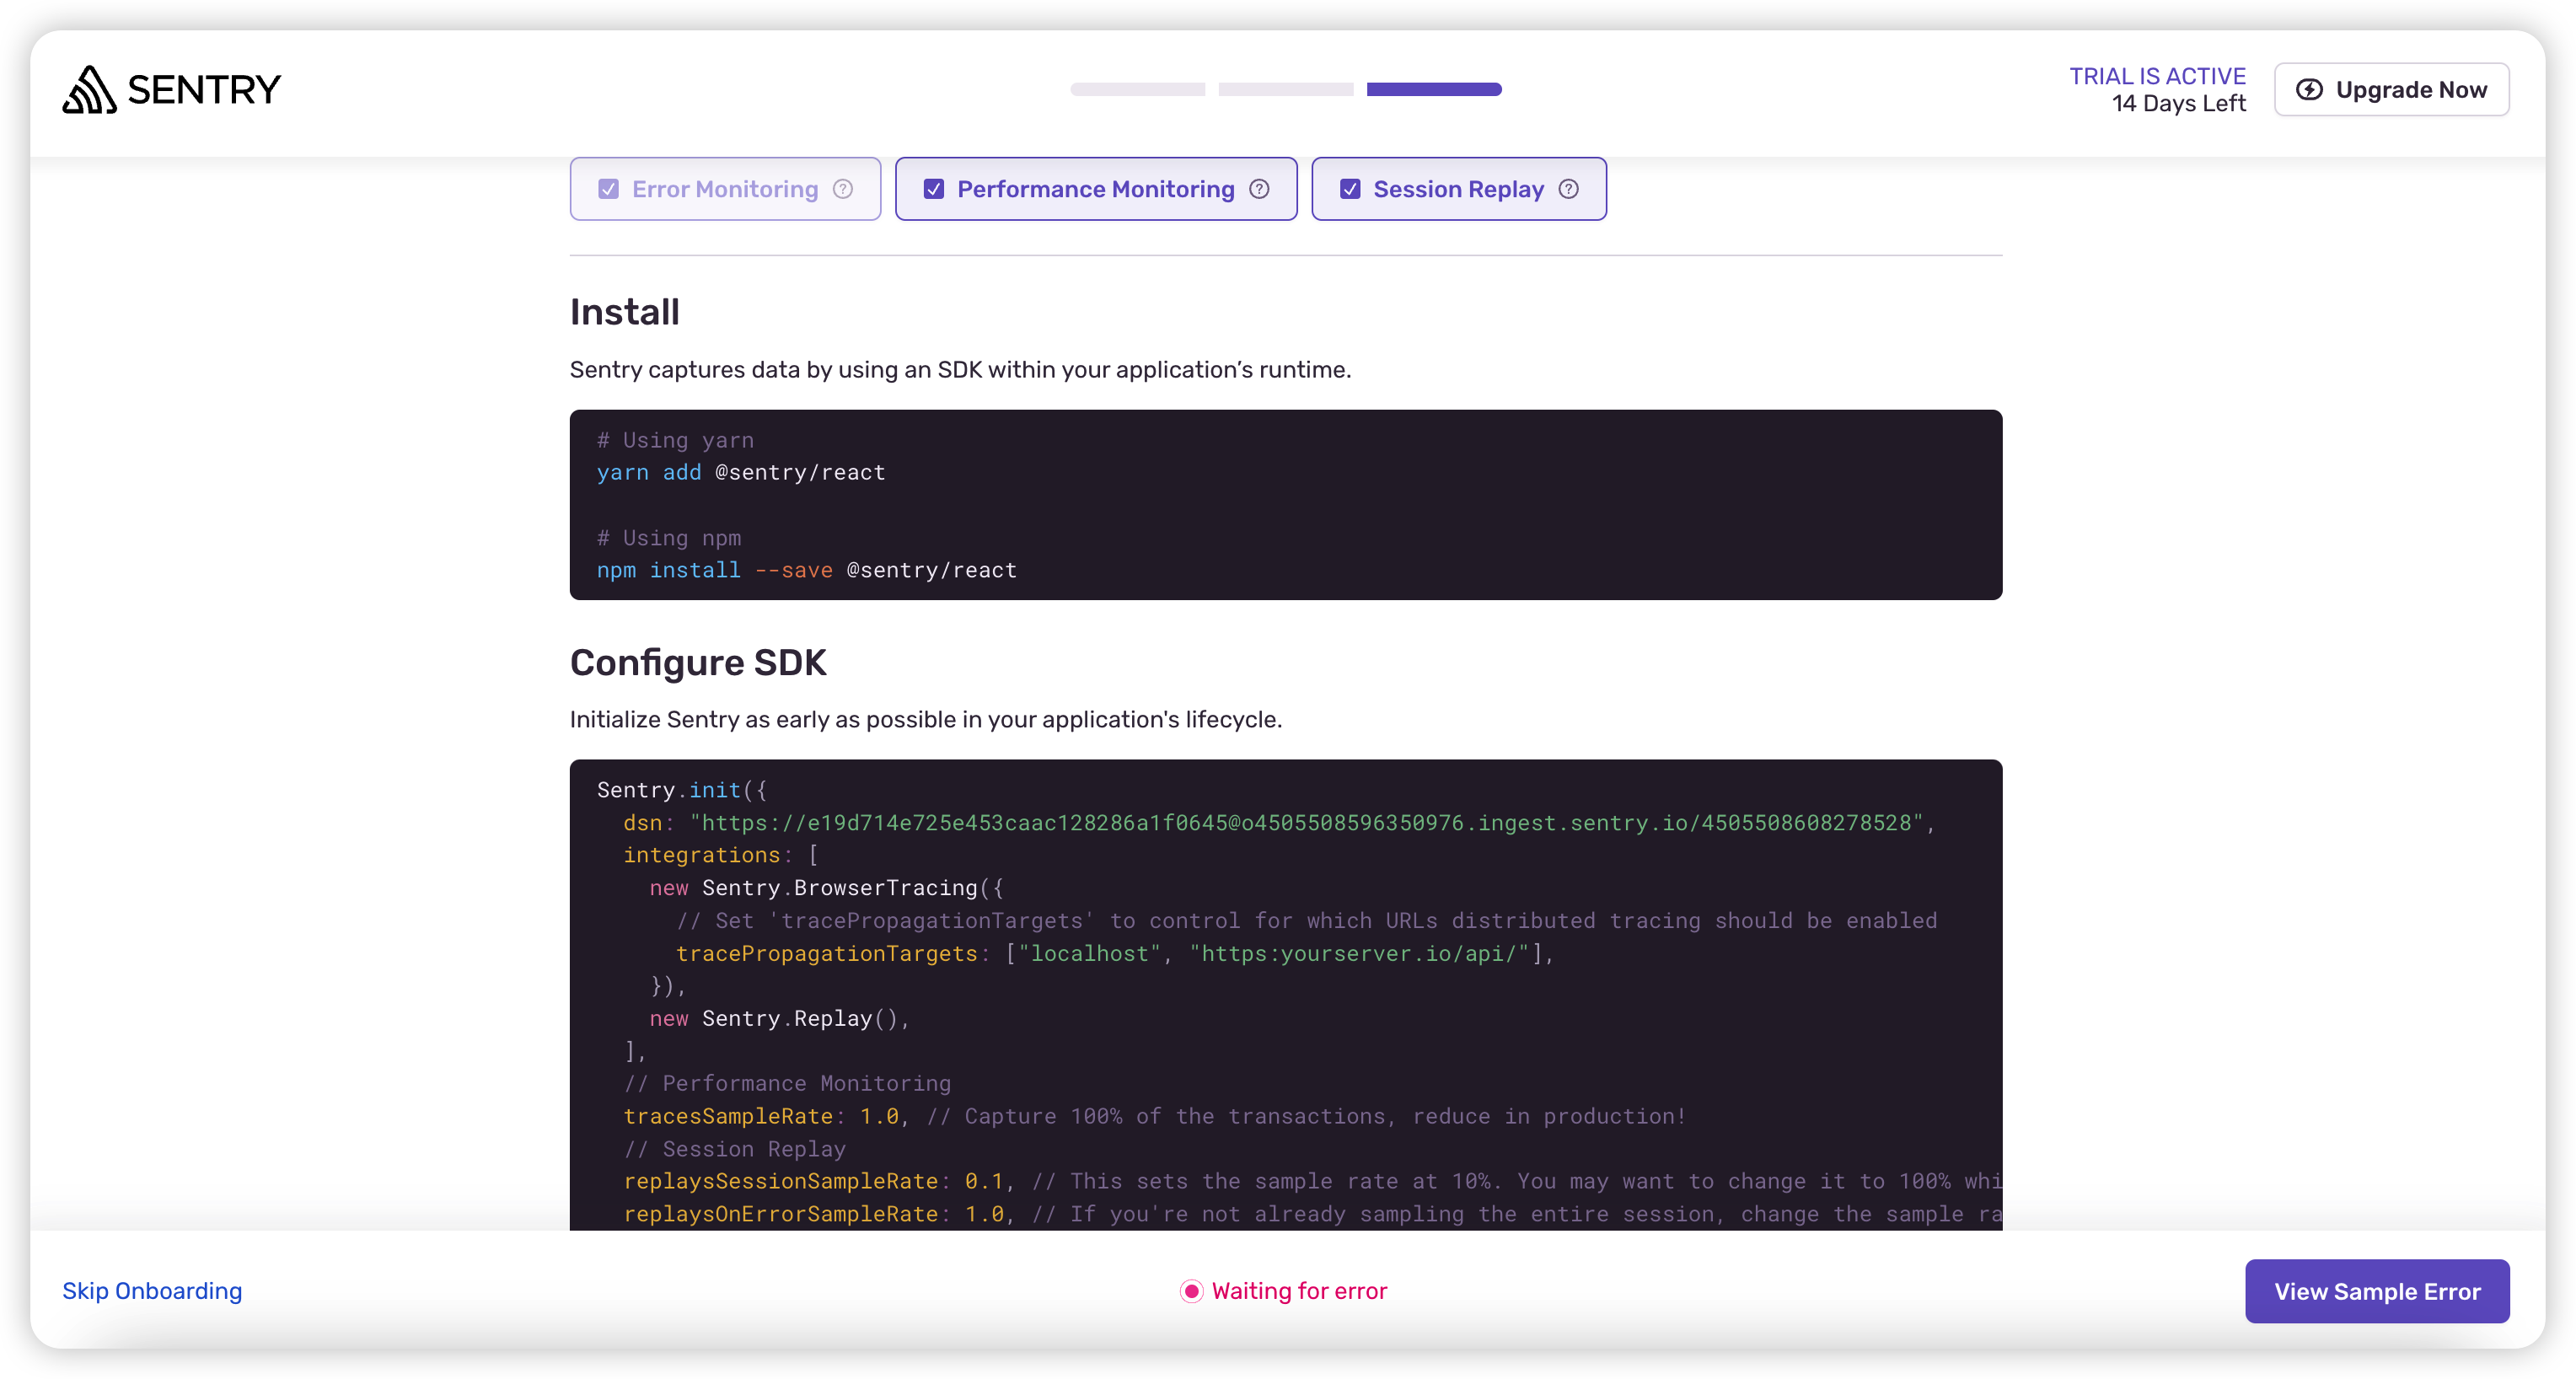 SENTRY
TRIAL IS ACTIVE
14 Days Left
Upgrade Now
Error Monitoring ?
Performance Monitoring ?
Session Replay ?
Install
Sentry captures data by using an SDK within your application’s runtime.
# Using yarn
yarn add @sentry/react
# Using npm
npm install --save @sentry/react
Configure SDK
Initialize Sentry as early as possible in your application's lifecycle.
Sentry.init({
dsn: "https://e19d714e725e453caac128286a1f0645@o4505508596350976.ingest.sentry.io/4505508608278528",
integrations: [
new Sentry.BrowserTracing({
// Set 'tracePropagationTargets' to control for which URLs distributed tracing should be enabled
tracePropagationTargets: ["localhost", "https:yourserver.io/api/"],
}),
new Sentry.Replay(),
],
// Performance Monitoring
tracesSampleRate: 1.0, // Capture 100% of the transactions, reduce in production!
// Session Replay
replaysSessionSampleRate: 0.1, // This sets the sample rate at 10%. You may want to change it to 100% whi
replaysOnErrorSampleRate: 1.0, // If you're not already sampling the entire session, change the sample ra
Skip Onboarding
Waiting for error
View Sample Error